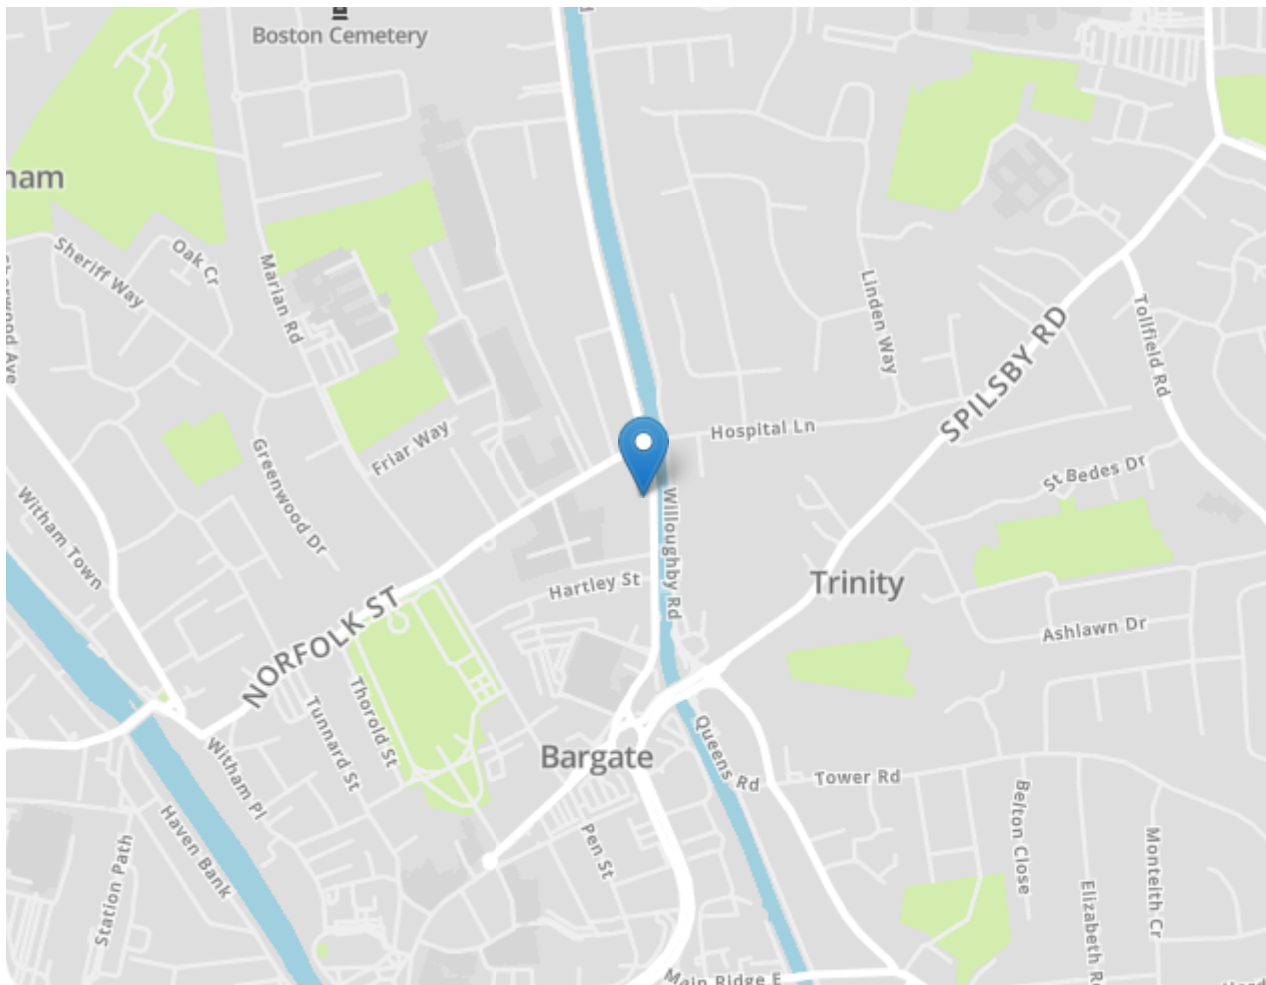 Boston Cemetery
ham
Sheriff Way
Oak Cr
Marian Rd
Linden Way
SPILSBY RD
Tollfield Rd
Hospital Ln
Friar Way
Greenwood Dr
St Bedes Dr
Witham Town
Willoughby Rd
Hartley St
Trinity
NORFOLK ST
Ashlawn Dr
Thorold St
Tunnard St
Bargate
Queens Rd
Tower Rd
Witham Pl
Haven Bank
Station Path
Pen St
Belton Close
Monteith Cr
Elizabeth R
Main Ridge E